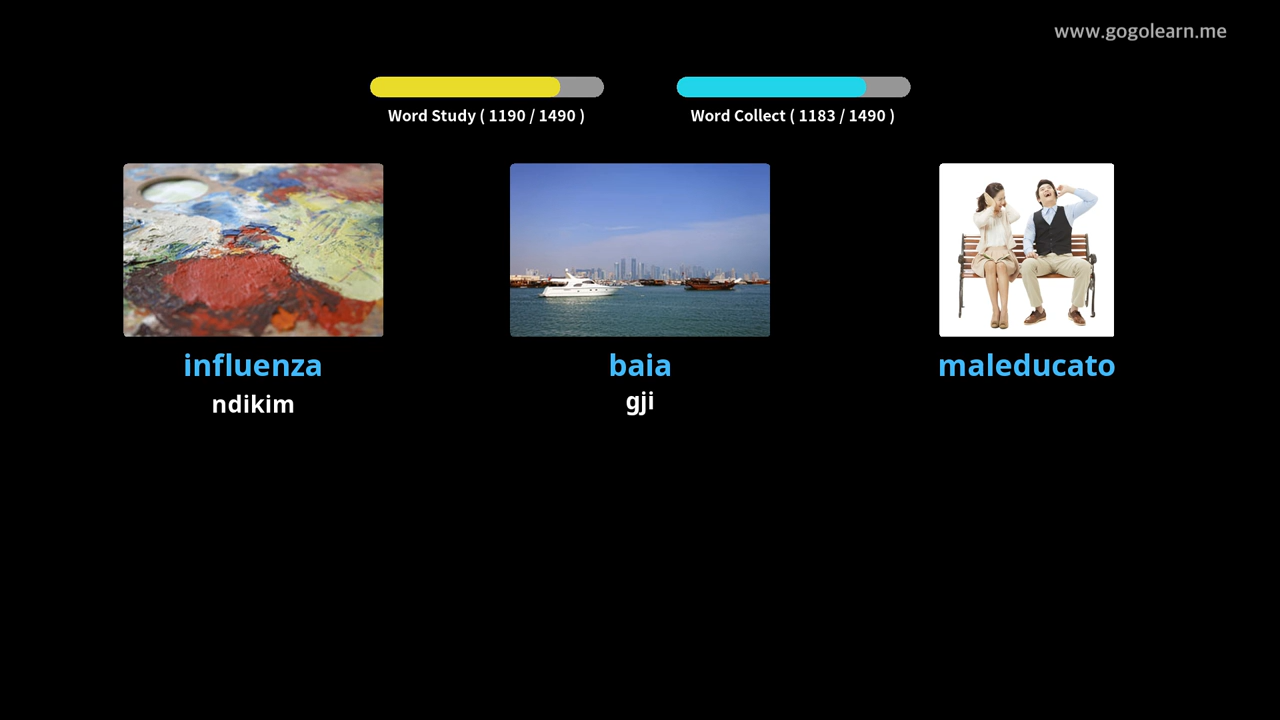 www.gogolearn.me
Word Study ( 1190 / 1490 )
Word Collect ( 1183 / 1490 )
influenza
ndikim
baia
gji
maleducato